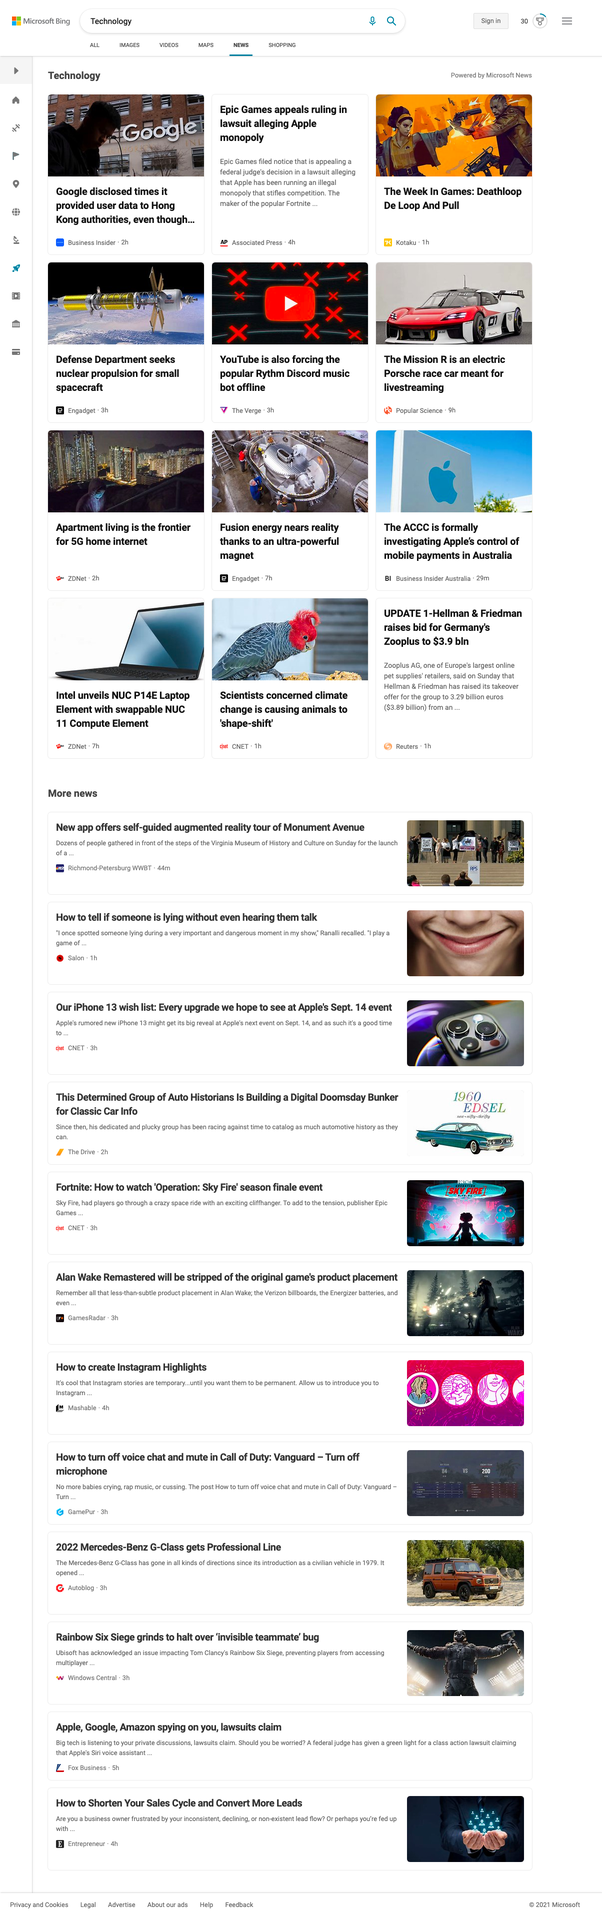 Microsoft Bing
Technology
Sign in
30
ALL
IMAGES
VIDEOS
MAPS
NEWS
SHOPPING
Technology
Powered by Microsoft News
Google
Google disclosed times it
provided user data to Hong
Kong authorities, even though...
Business Insider · 2h
Epic Games appeals ruling in
lawsuit alleging Apple
monopoly
Epic Games filed notice that is appealing a
federal judge's decision in a lawsuit alleging
that Apple has been running an illegal
monopoly that stifles competition. The
maker of the popular Fortnite ...
AP Associated Press · 4h
The Week In Games: Deathloop
De Loop And Pull
Kotaku · 1h
Defense Department seeks
nuclear propulsion for small
spacecraft
Engadget · 3h
YouTube is also forcing the
popular Rythm Discord music
bot offline
The Verge · 3h
The Mission R is an electric
Porsche race car meant for
livestreaming
Popular Science · 9h
Apartment living is the frontier
for 5G home internet
ZDNet · 2h
Fusion energy nears reality
thanks to an ultra-powerful
magnet
Engadget · 7h
The ACCC is formally
investigating Apple's control of
mobile payments in Australia
BI Business Insider Australia · 29m
Intel unveils NUC P14E Laptop
Element with swappable NUC
11 Compute Element
ZDNet · 7h
Scientists concerned climate
change is causing animals to
'shape-shift'
CNET · 1h
UPDATE 1-Hellman & Friedman
raises bid for Germany's
Zooplus to $3.9 bln
Zooplus AG, one of Europe's largest online
pet supplies' retailers, said on Sunday that
Hellman & Friedman has raised its takeover
offer for the group to 3.29 billion euros
($3.89 billion) from an ...
Reuters · 1h
More news
New app offers self-guided augmented reality tour of Monument Avenue
Dozens of people gathered in front of the steps of the Virginia Museum of History and Culture on Sunday for the launch
of a ...
Richmond-Petersburg WWBT · 44m
How to tell if someone is lying without even hearing them talk
"I once spotted someone lying during a very important and dangerous moment in my show," Ranalli recalled. "I play a
game of ...
Salon · 1h
Our iPhone 13 wish list: Every upgrade we hope to see at Apple's Sept. 14 event
Apple's rumored new iPhone 13 might get its big reveal at Apple's next event on Sept. 14, and as such it's a good time
to ...
CNET · 3h
This Determined Group of Auto Historians Is Building a Digital Doomsday Bunker
for Classic Car Info
Since then, his dedicated and plucky group has been racing against time to catalog as much automotive history as they
can.
The Drive · 2h
1960
EDSEL
Fortnite: How to watch 'Operation: Sky Fire' season finale event
Sky Fire, had players go through a crazy space ride with an exciting cliffhanger. To add to the tension, publisher Epic
Games ...
CNET · 3h
SKY FIRE
Alan Wake Remastered will be stripped of the original game's product placement
Remember all that less-than-subtle product placement in Alan Wake; the Verizon billboards, the Energizer batteries, and
even ...
GamesRadar · 3h
How to create Instagram Highlights
It's cool that Instagram stories are temporary...until you want them to be permanent. Allow us to introduce you to
Instagram ...
Mashable · 4h
How to turn off voice chat and mute in Call of Duty: Vanguard – Turn off
microphone
No more babies crying, rap music, or cussing. The post How to turn off voice chat and mute in Call of Duty: Vanguard –
Turn ...
GamePur · 3h
200
2022 Mercedes-Benz G-Class gets Professional Line
The Mercedes-Benz G-Class has gone in all kinds of directions since its introduction as a civilian vehicle in 1979. It
opened ...
Autoblog · 3h
Rainbow Six Siege grinds to halt over 'invisible teammate' bug
Ubisoft has acknowledged an issue impacting Tom Clancy's Rainbow Six Siege, preventing players from accessing
multiplayer ...
Windows Central · 3h
Apple, Google, Amazon spying on you, lawsuits claim
Big tech is listening to your private discussions, lawsuits claim. Should you be worried? A federal judge has given a green light for a class action lawsuit claiming
that Apple's Siri voice assistant ...
Fox Business · 5h
How to Shorten Your Sales Cycle and Convert More Leads
Are you a business owner frustrated by your inconsistent, declining, or non-existent lead flow? Or perhaps you're fed up
with ...
E Entrepreneur · 4h
Privacy and Cookies
Legal
Advertise
About our ads
Help
Feedback
© 2021 Microsoft